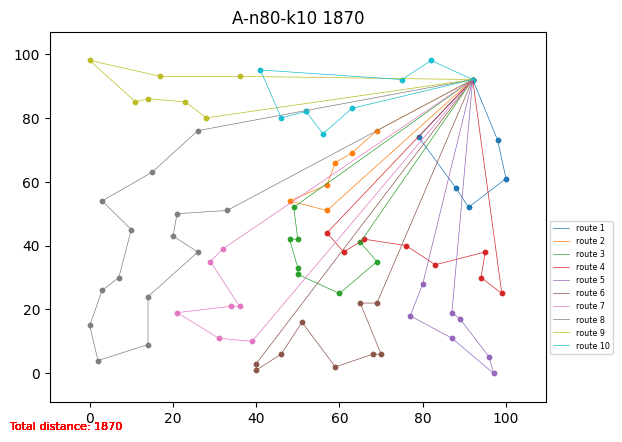 A-n80-k10 1870
100
80
60
40
20
0
0
20
40
60
80
100
route 1
route 2
route 3
route 4
route 5
route 6
route 7
route 8
route 9
route 10
Total distance: 1870